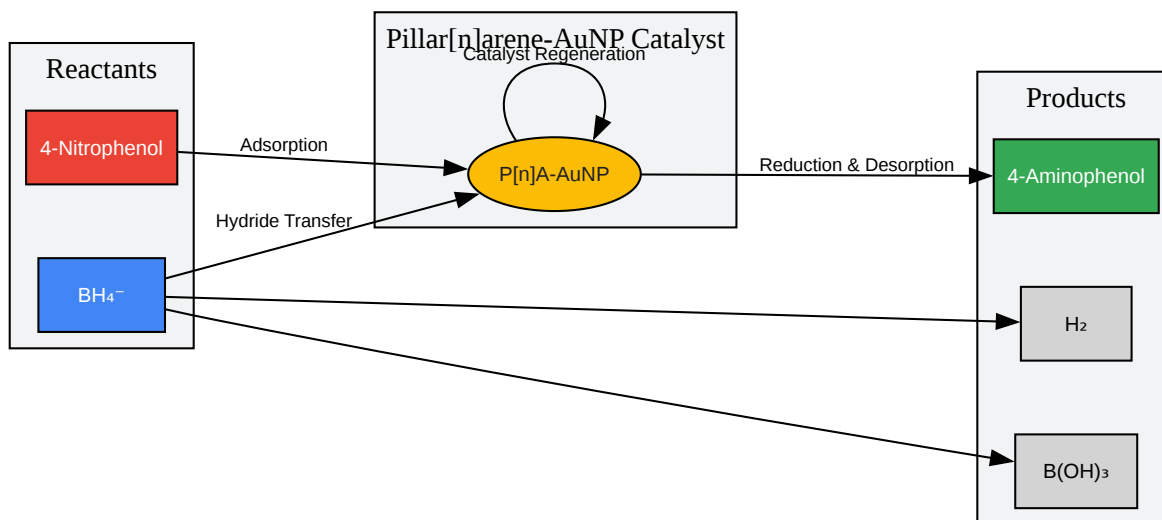 Pillar[n]arene-AuNP Catalyst
Catalyst Regeneration
Reactants
Products
4-Nitrophenol
Adsorption
P[n]A-AuNP
Reduction & Desorption
4-Aminophenol
Hydride Transfer
BH₄⁻
H₂
B(OH)₃